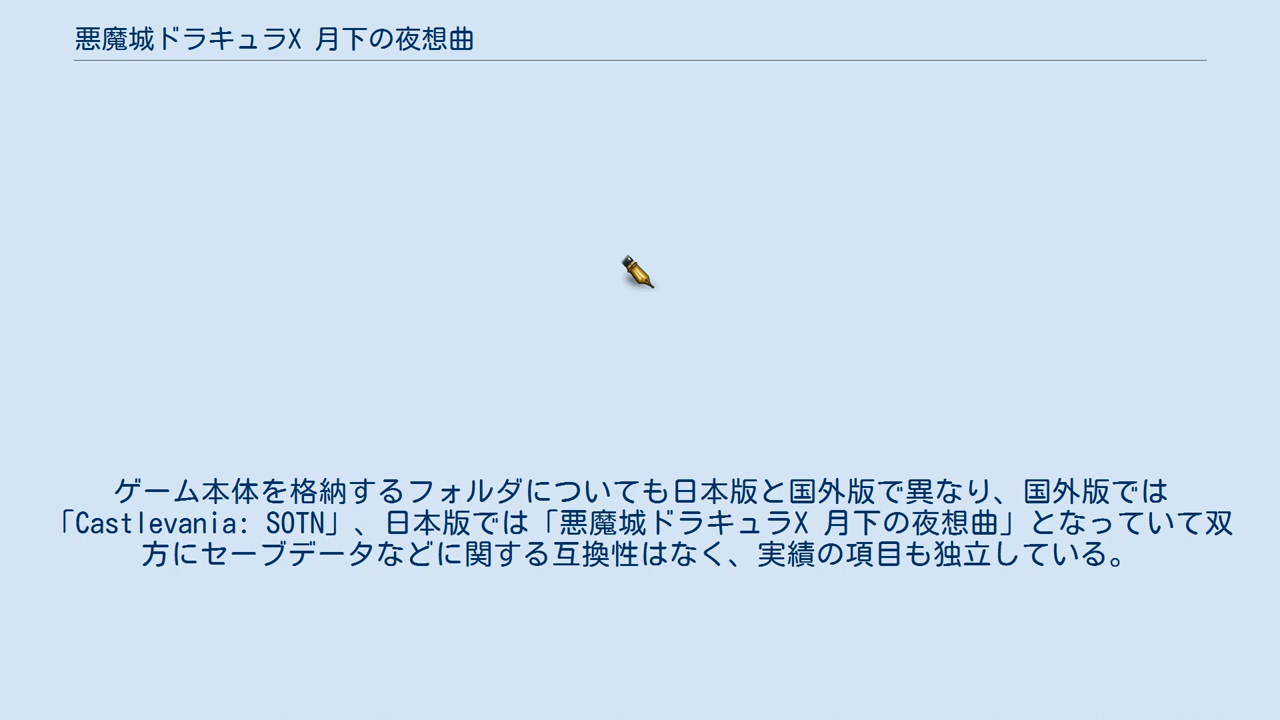 悪魔城ドラキュラX 月下の夜想曲
ゲーム本体を格納するフォルダについても日本版と国外版で異なり、国外版では
「Castlevania: SOTN」、日本版では「悪魔城ドラキュラX 月下の夜想曲」となっていて双
方にセーブデータなどに関する互換性はなく、実績の項目も独立している。